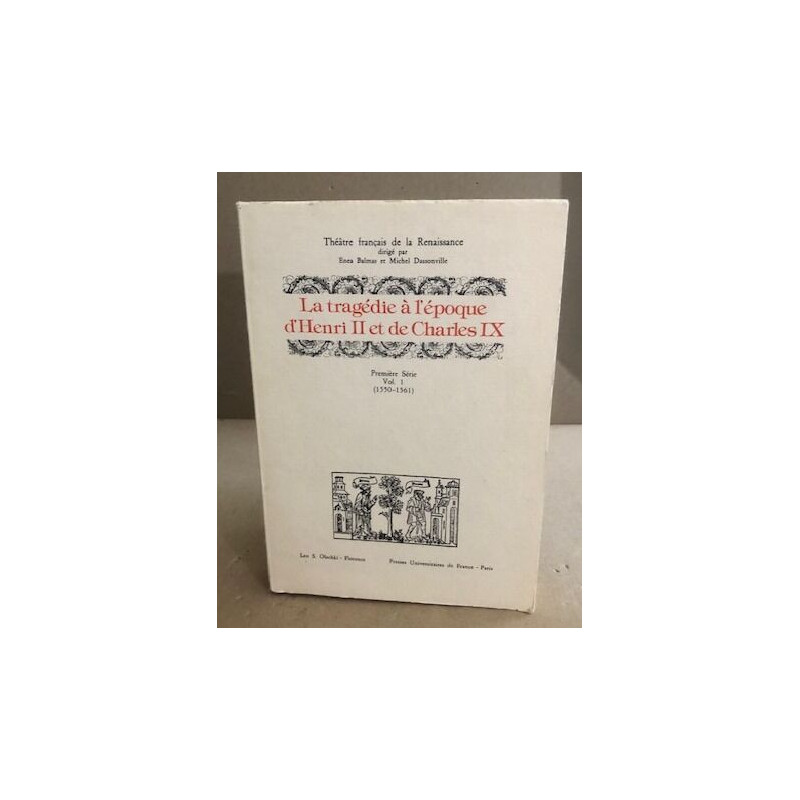 Théâtre français de la Renaissance
dirigé par
Enea Balmas et Michel Dassonville
La tragédie à l'époque
d'Henri II et de Charles IX
Première Série
Vol. 1
(1550-1561)
Leo S. Olschki - Florence
Presses Universitaires de France - Paris